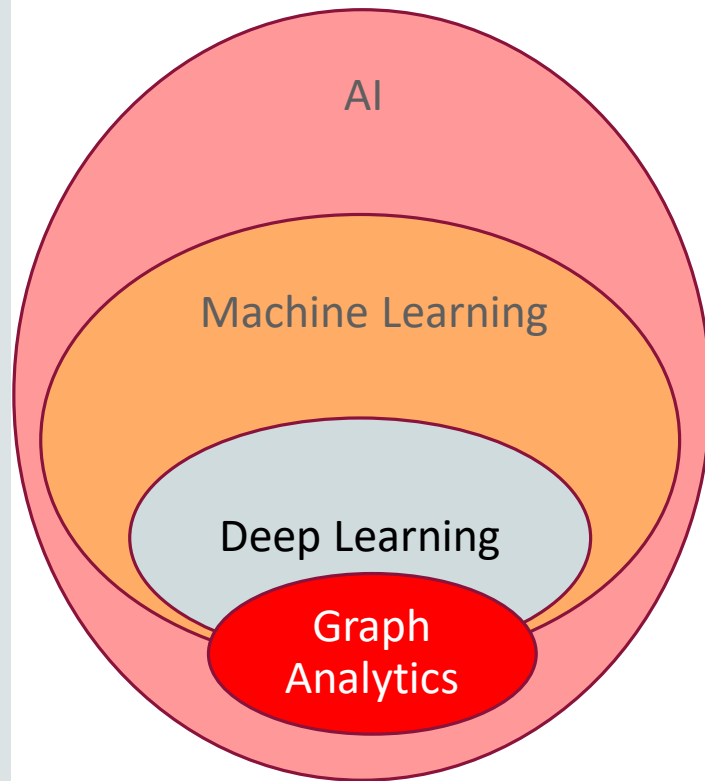 AI
Machine Learning
Deep Learning
Graph
Analytics